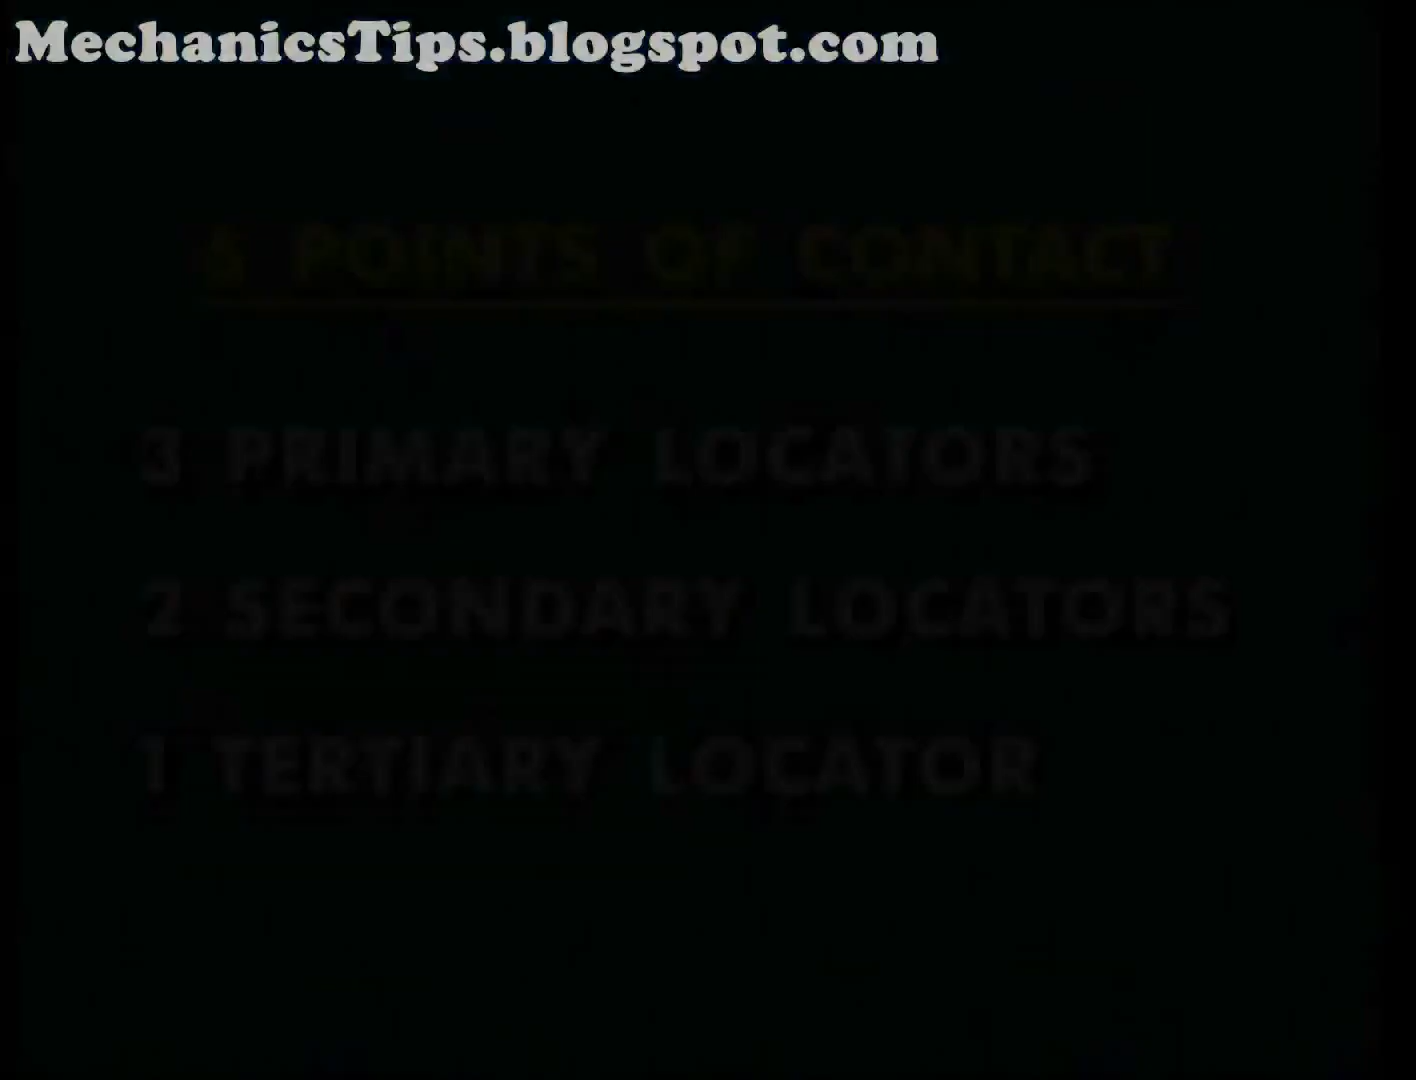 MechanicsTips.blogspot.com
6 POINTS OF CONTACT
3 PRIMARY LOCATORS
2 SECONDARY LOCATORS
1 TERTIARY LOCATOR